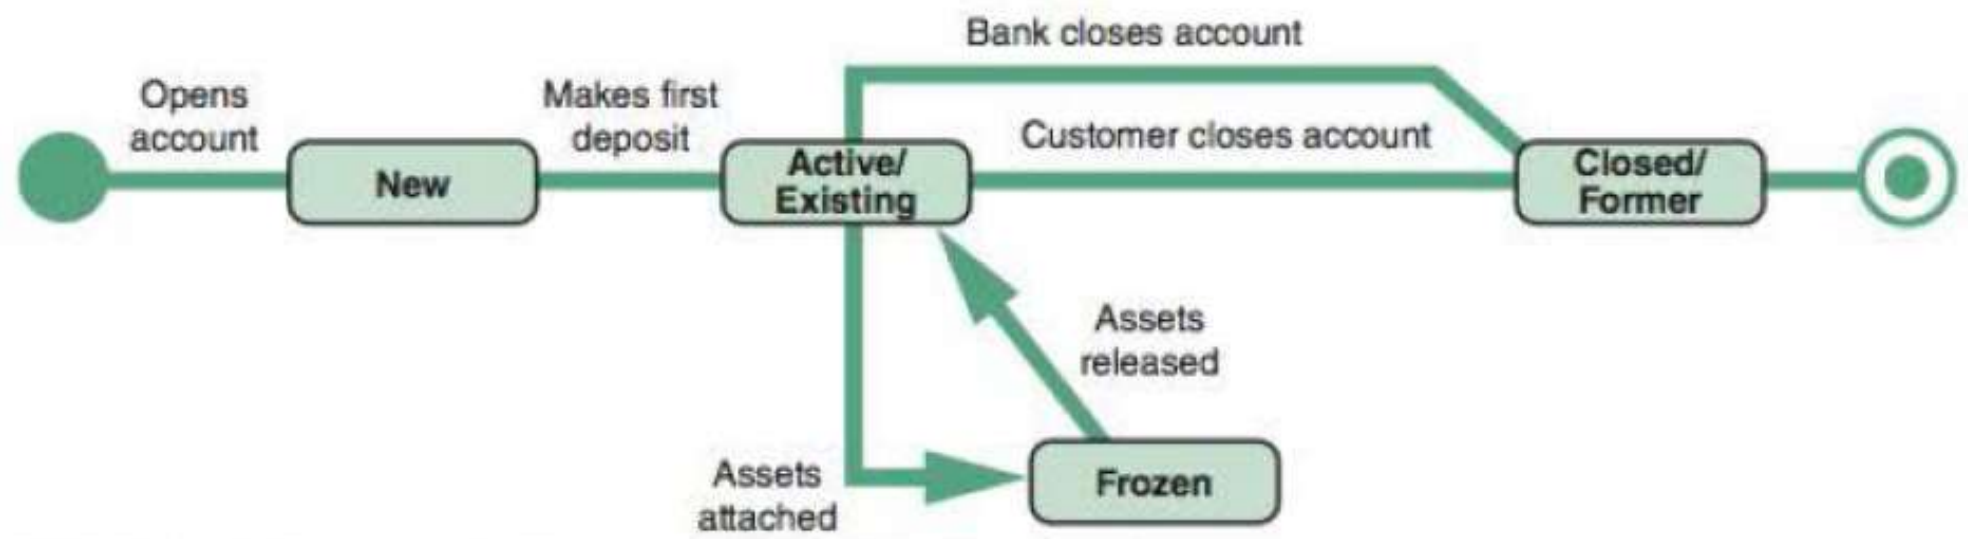 Bank closes account
Opens
account
Makes first
deposit
Customer closes account
New
Active/
Existing
Closed/
Former
Assets
released
Assets
attached
Frozen